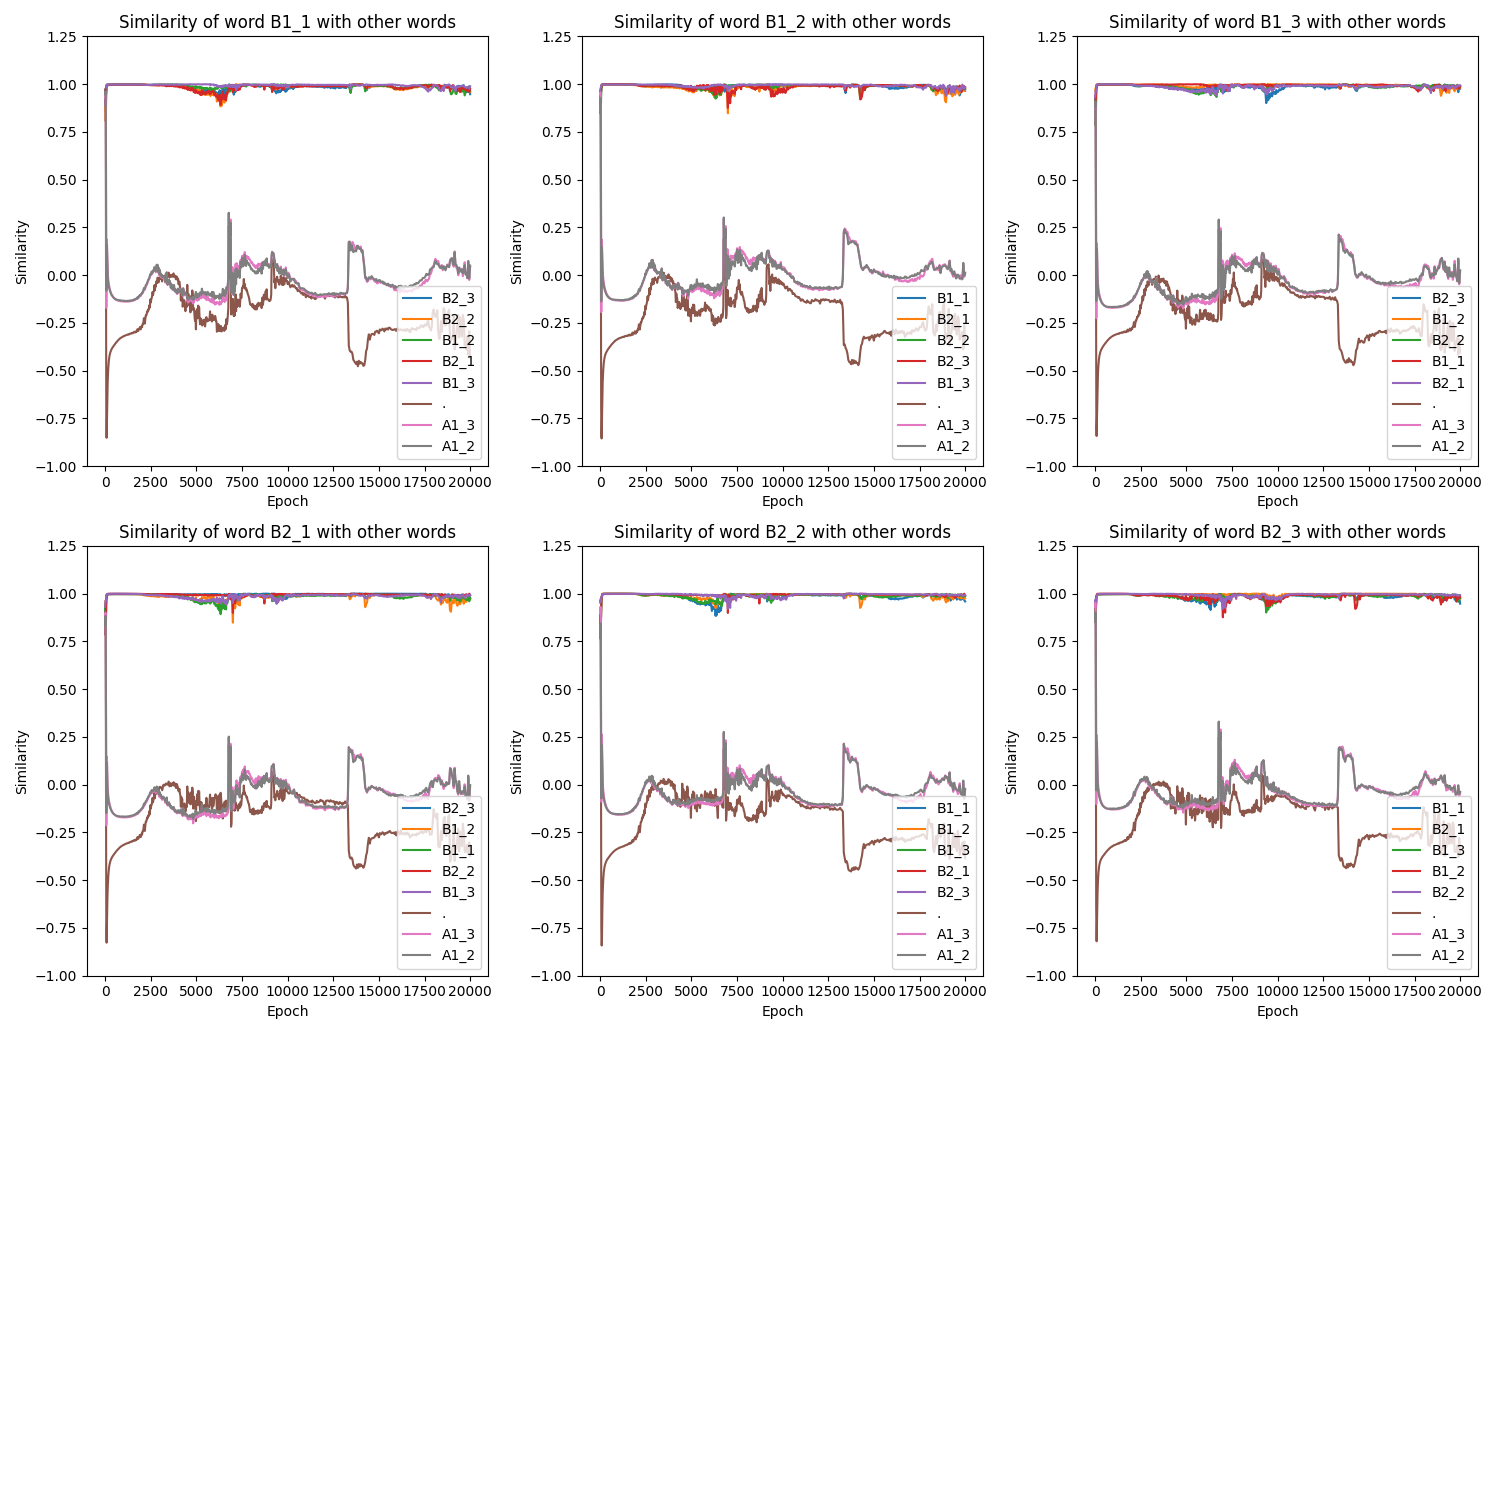 Similarity of word B1_1 with other words
1.25
1.00
0.75
0.50
0.25
0.00
−0.25
−0.50
−0.75
−1.00
Similarity
0 2500 5000 7500 10000 12500 15000 17500 20000
Epoch
B2_3
B2_2
B1_2
B2_1
B1_3
.
A1_3
A1_2
Similarity of word B1_2 with other words
1.25
1.00
0.75
0.50
0.25
0.00
−0.25
−0.50
−0.75
−1.00
Similarity
0 2500 5000 7500 10000 12500 15000 17500 20000
Epoch
B1_1
B2_1
B2_2
B2_3
B1_3
.
A1_3
A1_2
Similarity of word B1_3 with other words
1.25
1.00
0.75
0.50
0.25
0.00
−0.25
−0.50
−0.75
−1.00
Similarity
0 2500 5000 7500 10000 12500 15000 17500 20000
Epoch
B2_3
B1_2
B2_2
B1_1
B2_1
.
A1_3
A1_2
Similarity of word B2_1 with other words
1.25
1.00
0.75
0.50
0.25
0.00
−0.25
−0.50
−0.75
−1.00
Similarity
0 2500 5000 7500 10000 12500 15000 17500 20000
Epoch
B2_3
B1_2
B1_1
B2_2
B1_3
.
A1_3
A1_2
Similarity of word B2_2 with other words
1.25
1.00
0.75
0.50
0.25
0.00
−0.25
−0.50
−0.75
−1.00
Similarity
0 2500 5000 7500 10000 12500 15000 17500 20000
Epoch
B1_1
B1_2
B1_3
B2_1
B2_3
.
A1_3
A1_2
Similarity of word B2_3 with other words
1.25
1.00
0.75
0.50
0.25
0.00
−0.25
−0.50
−0.75
−1.00
Similarity
0 2500 5000 7500 10000 12500 15000 17500 20000
Epoch
B1_1
B2_1
B1_3
B1_2
B2_2
.
A1_3
A1_2